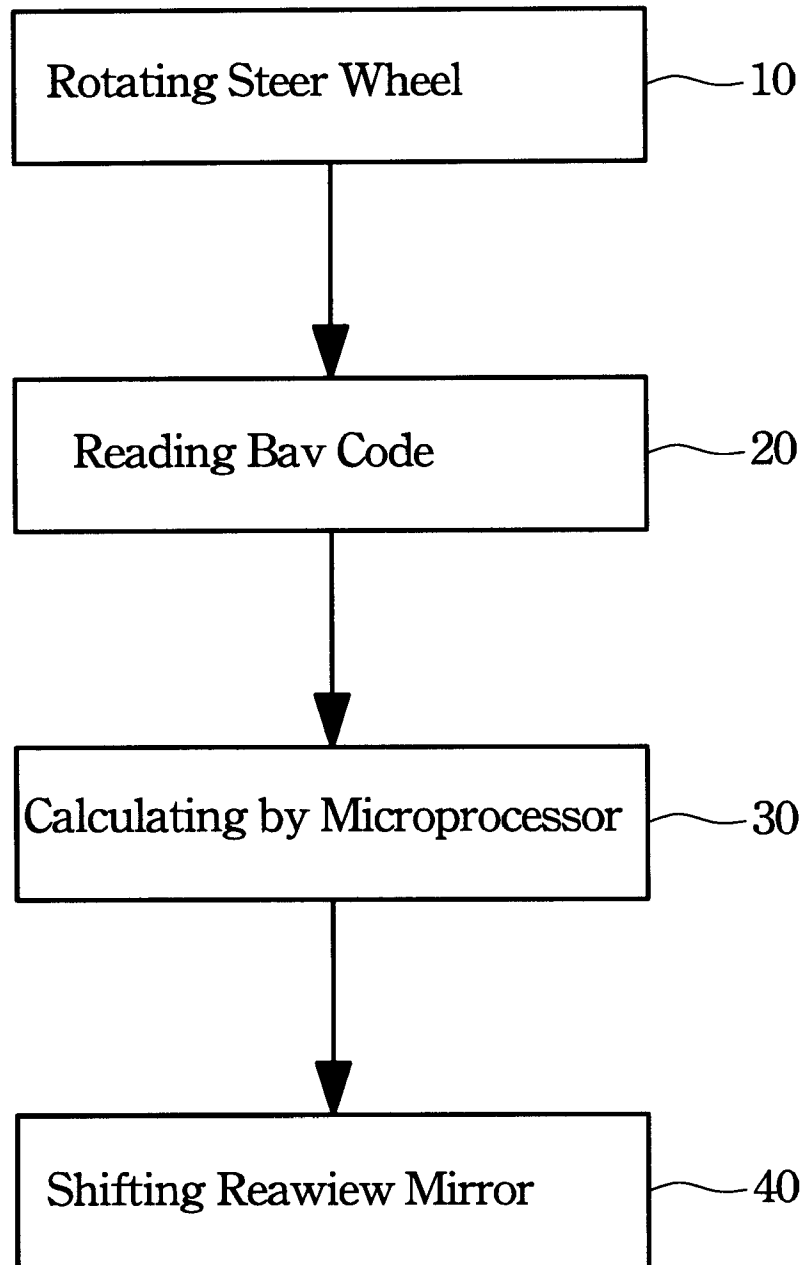 Rotating Steer Wheel
10
Reading Bav Code
20
Calculating by Microprocessor
30
Shifting Reawiew Mirror
40